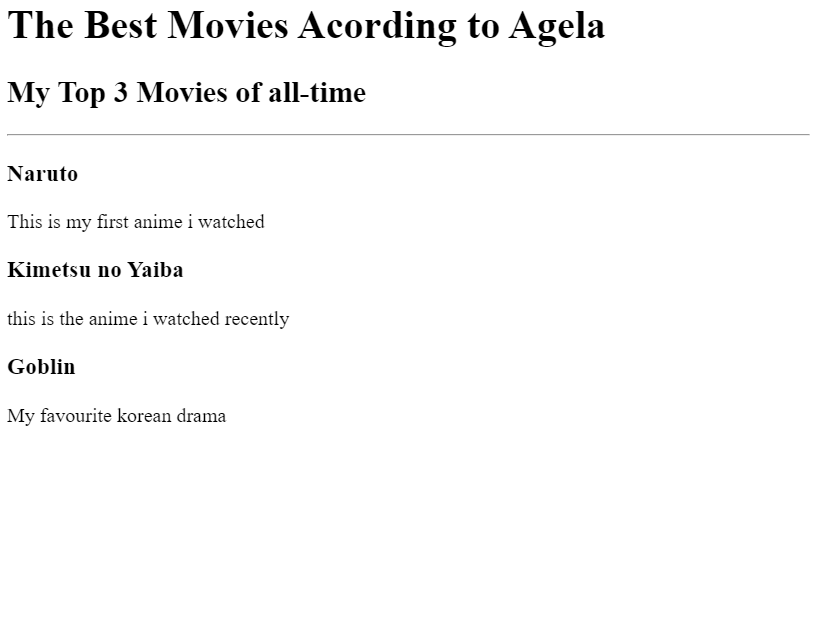 The Best Movies Acording to Agela
My Top 3 Movies of all-time
Naruto
This is my first anime i watched
Kimetsu no Yaiba
this is the anime i watched recently
Goblin
My favourite korean drama